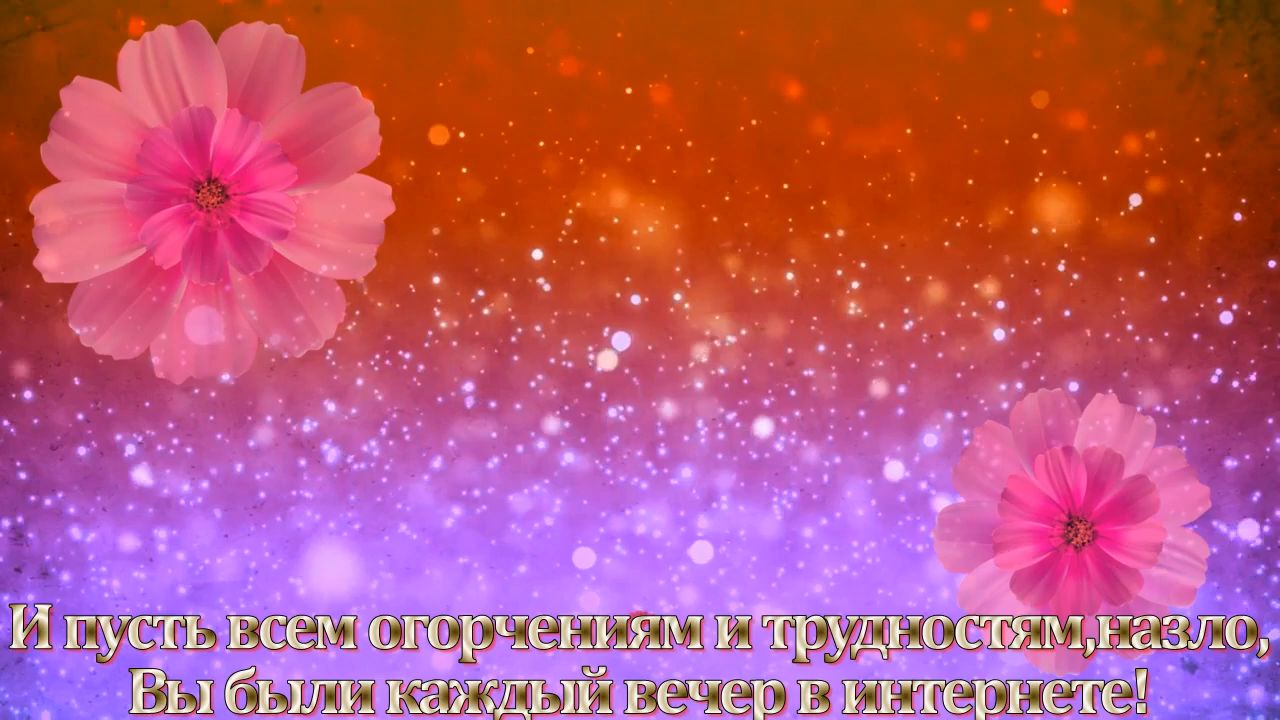 И пусть всем огорчениям и трудностям,назло,
Вы были каждый вечер в интернете!